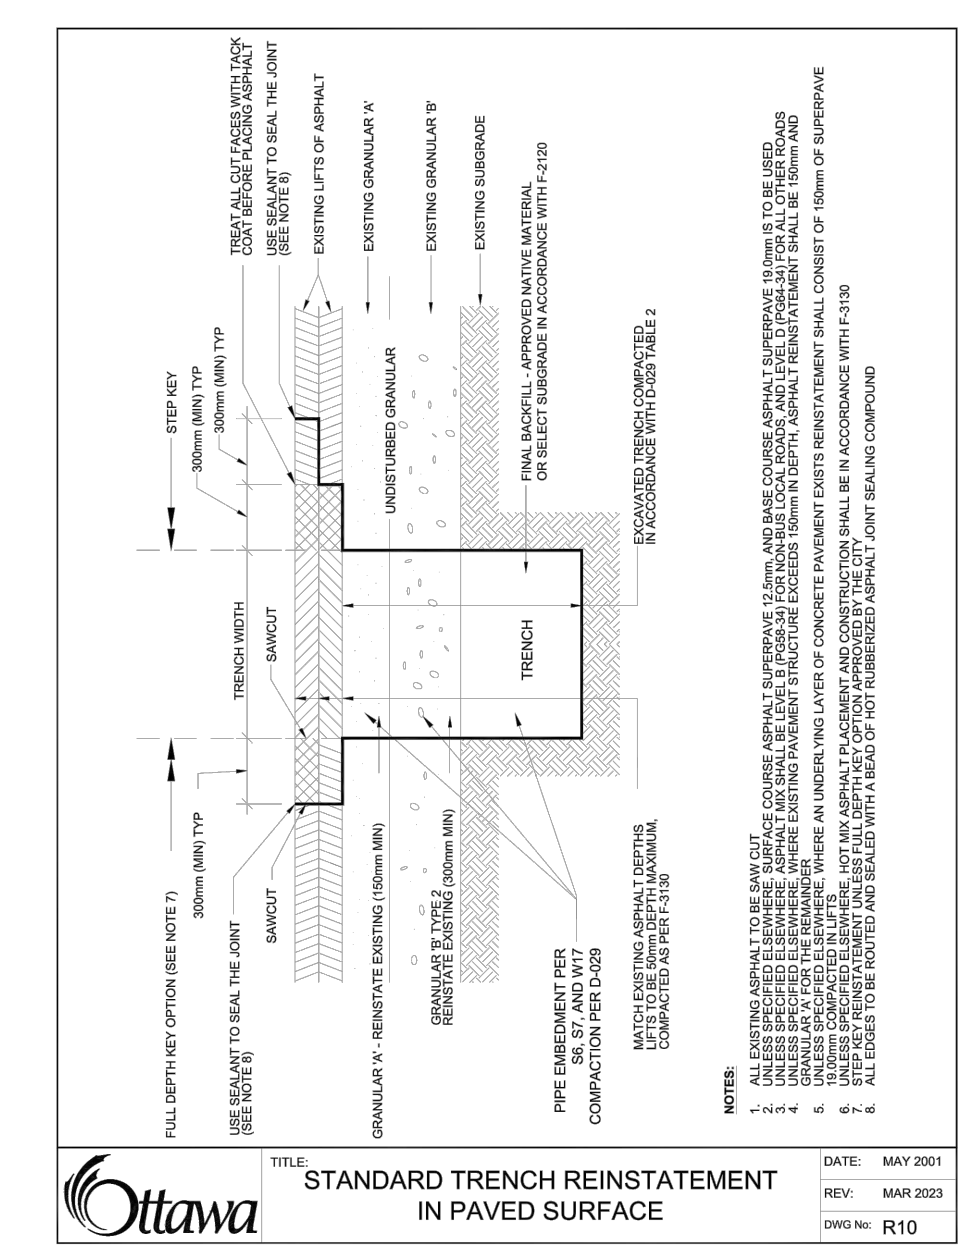 FULL DEPTH KEY OPTION (SEE NOTE 7)
STEP KEY
300mm (MIN) TYP
300mm (MIN) TYP
300mm (MIN) TYP
TRENCH WIDTH
TREAT ALL CUT FACES WITH TACK
COAT BEFORE PLACING ASPHALT
USE SEALANT TO SEAL THE JOINT
(SEE NOTE 8)
SAWCUT
SAWCUT
USE SEALANT TO SEAL THE JOINT
(SEE NOTE 8)
EXISTING LIFTS OF ASPHALT
EXISTING GRANULAR 'A'
UNDISTURBED GRANULAR
EXISTING GRANULAR 'B'
EXISTING SUBGRADE
GRANULAR 'A' - REINSTATE EXISTING (150mm MIN)
GRANULAR 'B' TYPE 2
REINSTATE EXISTING (300mm MIN)
TRENCH
FINAL BACKFILL - APPROVED NATIVE MATERIAL
OR SELECT SUBGRADE IN ACCORDANCE WITH F-2120
PIPE EMBEDMENT PER
S6, S7, AND W17
COMPACTION PER D-029
MATCH EXISTING ASPHALT DEPTHS
LIFTS TO BE 50mm DEPTH MAXIMUM,
COMPACTED AS PER F-3130
EXCAVATED TRENCH COMPACTED
IN ACCORDANCE WITH D-029 TABLE 2
NOTES:
1. ALL EXISTING ASPHALT TO BE SAW CUT
2. UNLESS SPECIFIED ELSEWHERE, SURFACE COURSE ASPHALT SUPERPAVE 12.5mm, AND BASE COURSE ASPHALT SUPERPAVE 19.0mm IS TO BE USED
3. UNLESS SPECIFIED ELSEWHERE, ASPHALT MIX SHALL BE LEVEL B (PG58-34) FOR NON-BUS LOCAL ROADS, AND LEVEL D (PG64-34) FOR ALL OTHER ROADS
4. UNLESS SPECIFIED ELSEWHERE, WHERE EXISTING PAVEMENT STRUCTURE EXCEEDS 150mm IN DEPTH, ASPHALT REINSTATEMENT SHALL BE 150mm AND
GRANULAR 'A' FOR THE REMAINDER
5. UNLESS SPECIFIED ELSEWHERE, WHERE AN UNDERLYING LAYER OF CONCRETE PAVEMENT EXISTS REINSTATEMENT SHALL CONSIST OF 150mm OF SUPERPAVE
19.00mm COMPACTED IN LIFTS
6. UNLESS SPECIFIED ELSEWHERE, HOT MIX ASPHALT PLACEMENT AND CONSTRUCTION SHALL BE IN ACCORDANCE WITH F-3130
7. STEP KEY REINSTATEMENT UNLESS FULL DEPTH KEY OPTION APPROVED BY THE CITY
8. ALL EDGES TO BE ROUTED AND SEALED WITH A BEAD OF HOT RUBBERIZED ASPHALT JOINT SEALING COMPOUND
Ottawa
TITLE:
STANDARD TRENCH REINSTATEMENT
IN PAVED SURFACE
DATE: MAY 2001
REV: MAR 2023
DWG No: R10